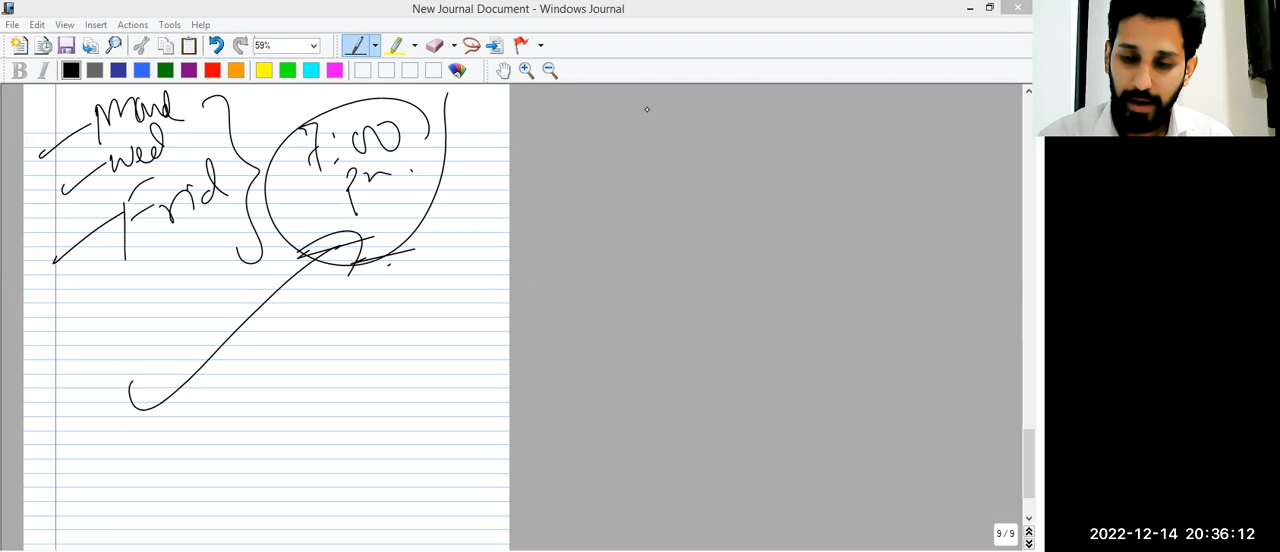 New Journal Document - Windows Journal
File Edit View Insert Actions Tools Help
59%
B I
Mond
Wed
Frid
7:00
pm.
9/9
2022-12-14 20:36:12